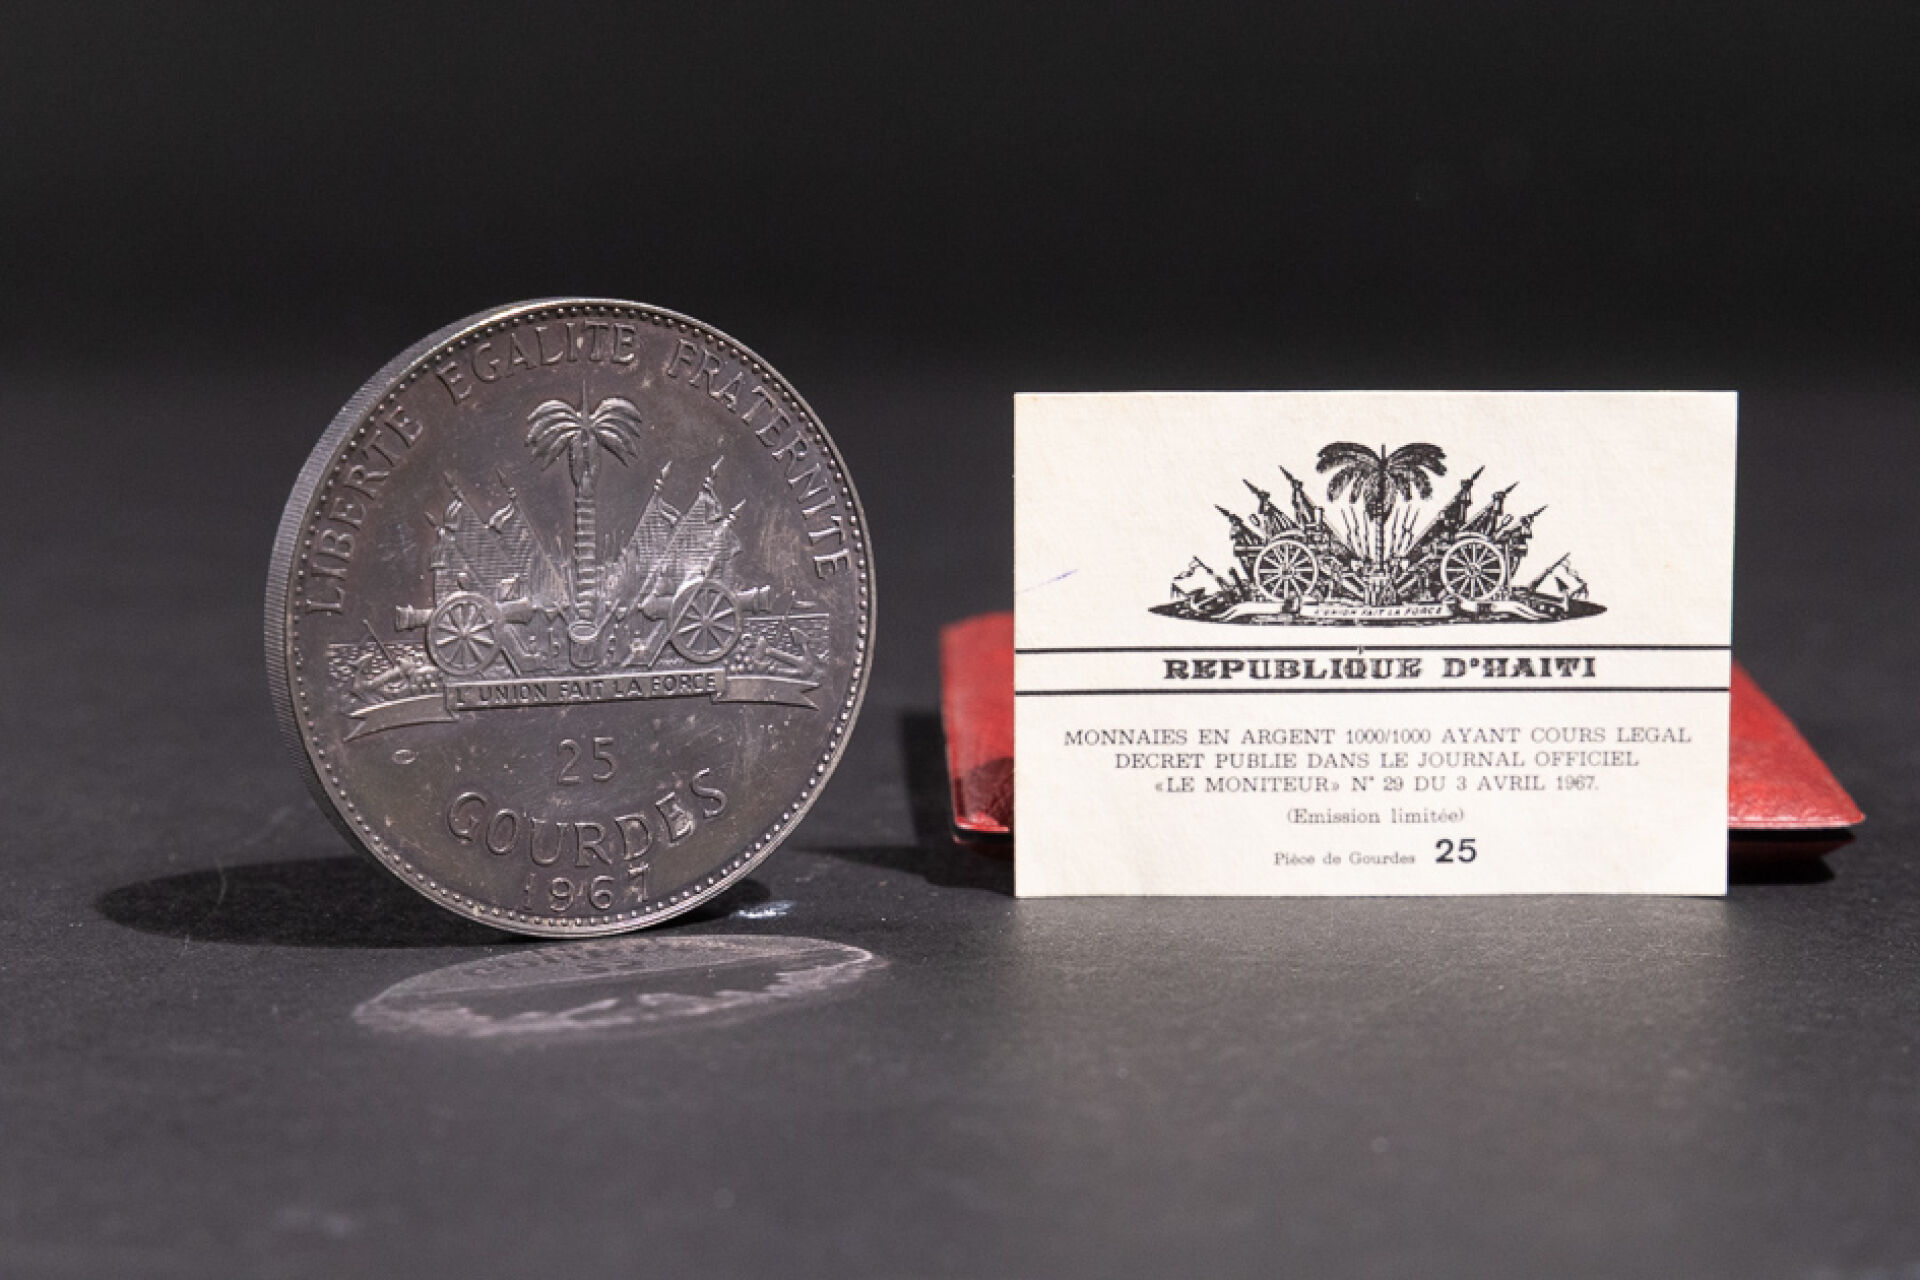 LIBERTE EGALITE FRATERNITE
L'UNION FAIT LA FORCE
25
GOURDES
1967
L'UNION FAIT LA FORCE
REPUBLIQUE D'HAITI
MONNAIES EN ARGENT 1000/1000 AYANT COURS LEGAL
DECRET PUBLIE DANS LE JOURNAL OFFICIEL
«LE MONITEUR» N° 29 DU 3 AVRIL 1967.
(Emission limitée)
Pièce de Gourdes 25